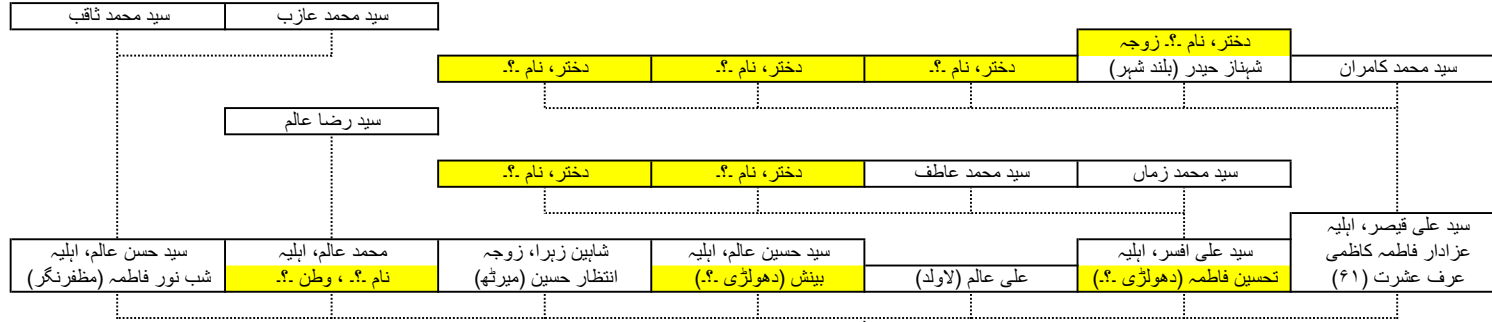 سید محمد عازب
سید محمد ثاقب
دختر، نام ۔؟۔ زوجہ
سید محمد کامران
شہناز حیدر (بلند شہر)
دختر، نام ۔؟۔
دختر، نام ۔؟۔
دختر، نام ۔؟۔
سید رضا عالم
سید محمد زماں
سید محمد عاطف
دختر، نام ۔؟۔
دختر، نام ۔؟۔
سید علی قیصر، اہلیہ
عزادار فاطمہ کاظمی
عرف عشرت (۶۱)
سید علی افسر، اہلیہ
تحسین فاطمہ (دھولڑی ۔؟۔)
علی عالم (لاولد)
سید حسین عالم، اہلیہ
بینش (دھولڑی ۔؟۔)
شاہین زہرا، زوجہ
انتظار حسین (میرٹھ)
محمد عالم، اہلیہ
نام ۔؟۔ ، وطن ۔؟۔
سید حسن عالم، اہلیہ
شب نور فاطمہ (مظفرنگر)